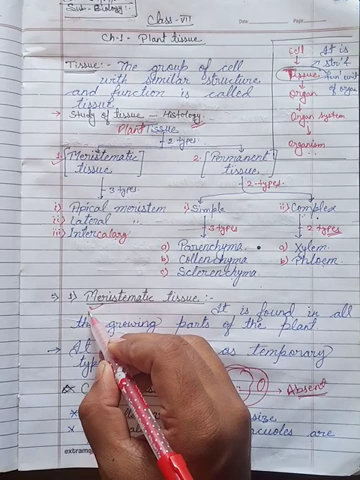 Sub - Biology
Class - VII
Date
Page
Ch-1 - Plant tissue
Cell
Tissue
Organ
Organ system
Organism
Tissue :- The group of cell
with similar structure
and function is called
tissue.
→ Study of tissue - Histology
Plant Tissue
2 types
1. Meristematic tissue
2. Permanent tissue
3 types
2 types
i) Apical meristem
ii) Lateral
iii) Intercalary
i) Simple
ii) Complex
3 types
2 types
a) Parenchyma
b) Collenchyma
c) Sclerenchyma
a) Xylem
b) Phloem
1) Meristematic tissue :-
It is found in all
the growing parts of the plant
as temporary
Absent
size
are